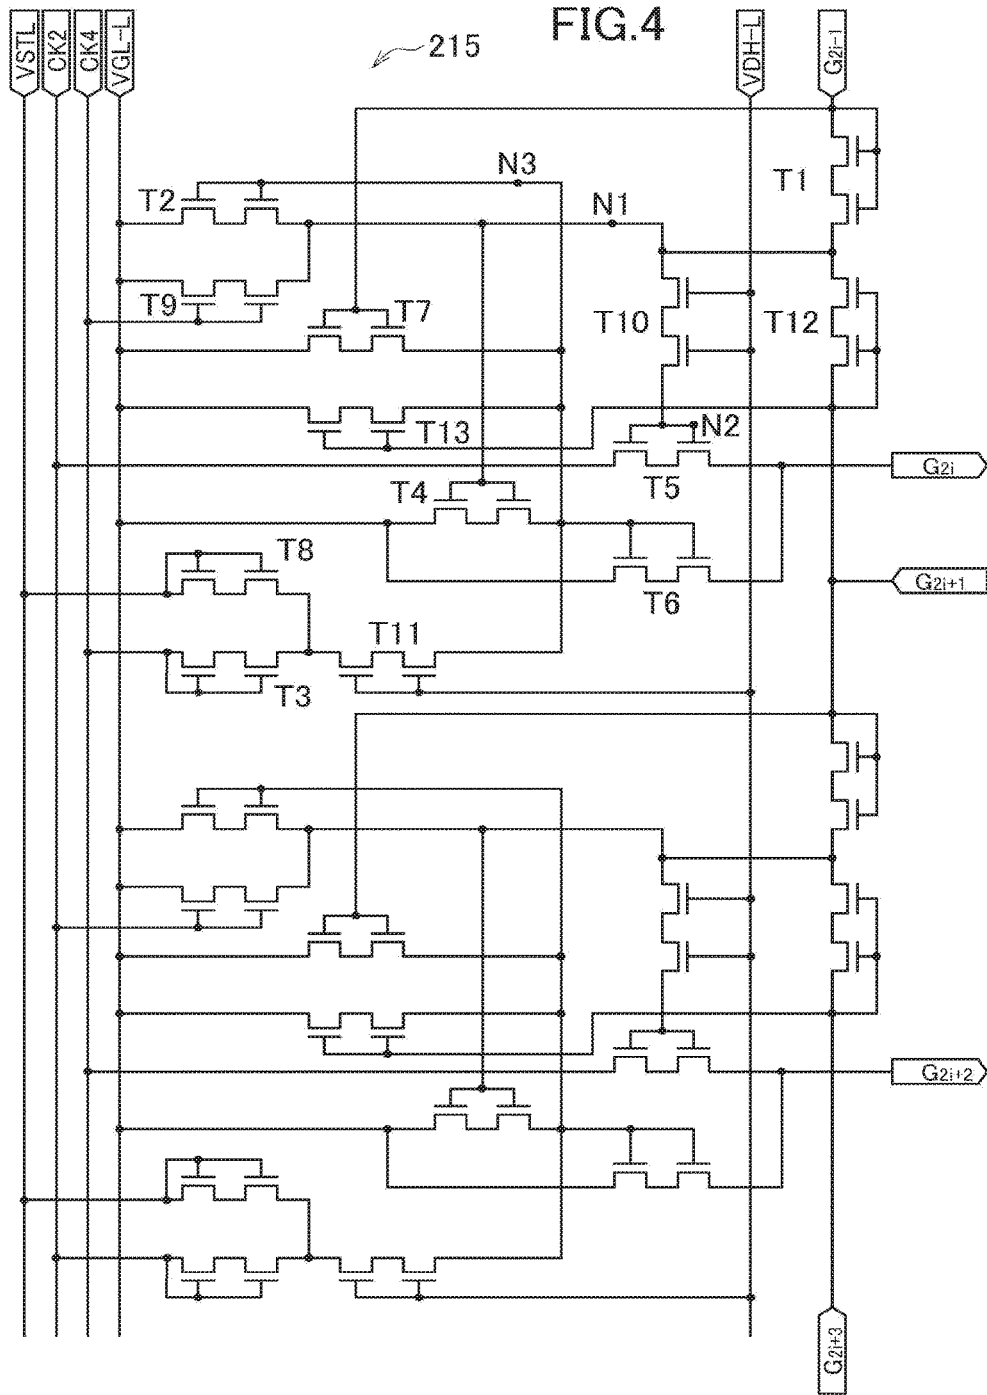 FIG.4
215
VSTL
CK2
CK4
VGL-L
VDH-L
G2i-1
N3
T1
T2
N1
T9
T7
T10
T12
T13
N2
G2i
T4
T5
T8
T6
G2i+1
T11
T3
G2i+2
G2i+3